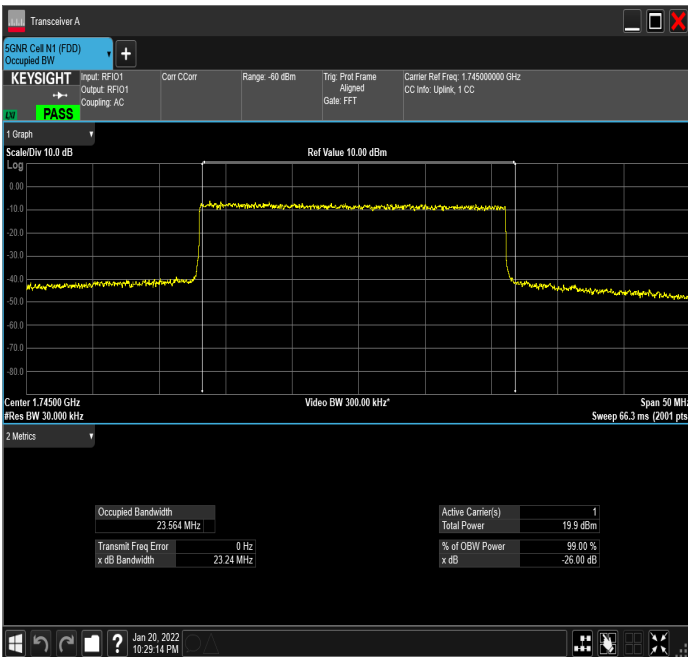 Transceiver A
5GNR Cell N1 (FDD)
Occupied BW
+
KEYSIGHT
Input: RFIO1
Output: RFIO1
Coupling: AC
Corr CCorr
Range: -60 dBm
Trig: Prot Frame
Aligned
Gate: FFT
Carrier Ref Freq: 1.745000000 GHz
CC Info: Uplink, 1 CC
LXI
PASS
1 Graph
Scale/Div 10.0 dB
Ref Value 10.00 dBm
Log
0.00
-10.0
-20.0
-30.0
-40.0
-50.0
-60.0
-70.0
-80.0
Center 1.74500 GHz
Video BW 300.00 kHz*
Span 50 MHz
#Res BW 30.000 kHz
Sweep 66.3 ms (2001 pts
2 Metrics
Occupied Bandwidth
23.564 MHz
Active Carrier(s) 1
Total Power 19.9 dBm
Transmit Freq Error 0 Hz
x dB Bandwidth 23.24 MHz
% of OBW Power 99.00 %
x dB -26.00 dB
?
Jan 20, 2022
10:29:14 PM